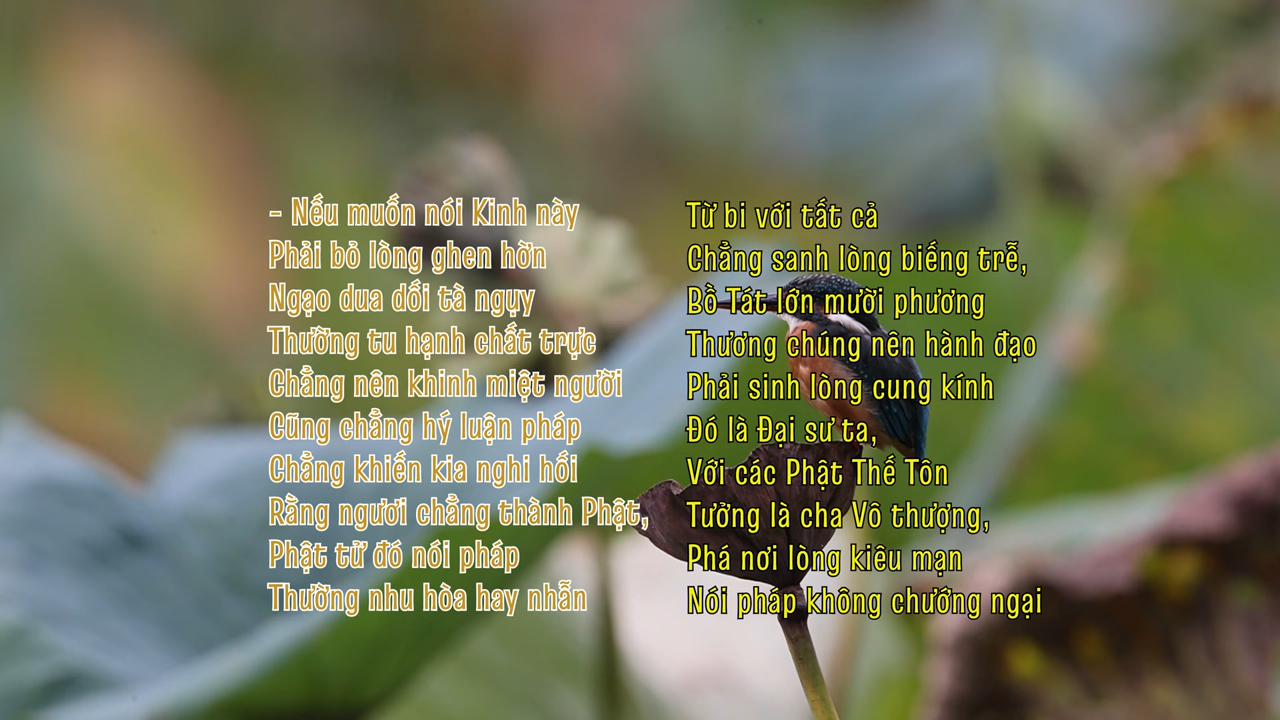 - Nếu muốn nói Kinh này
Phải bỏ lòng ghen hờn
Ngạo dua dối tà ngụy
Thường tu hạnh chất trực
Chẳng nên khinh miệt người
Cũng chẳng hý luận pháp
Chẳng khiến kia nghi hối
Rằng ngươi chẳng thành Phật,
Phật tử đó nói pháp
Thường nhu hòa hay nhẫn
Từ bi với tất cả
Chẳng sanh lòng biếng trễ,
Bồ Tát lớn mười phương
Thương chúng nên hành đạo
Phải sinh lòng cung kính
Đó là Đại sư ta,
Với các Phật Thế Tôn
Tưởng là cha Vô thượng,
Phá nơi lòng kiêu mạn
Nói pháp không chướng ngại